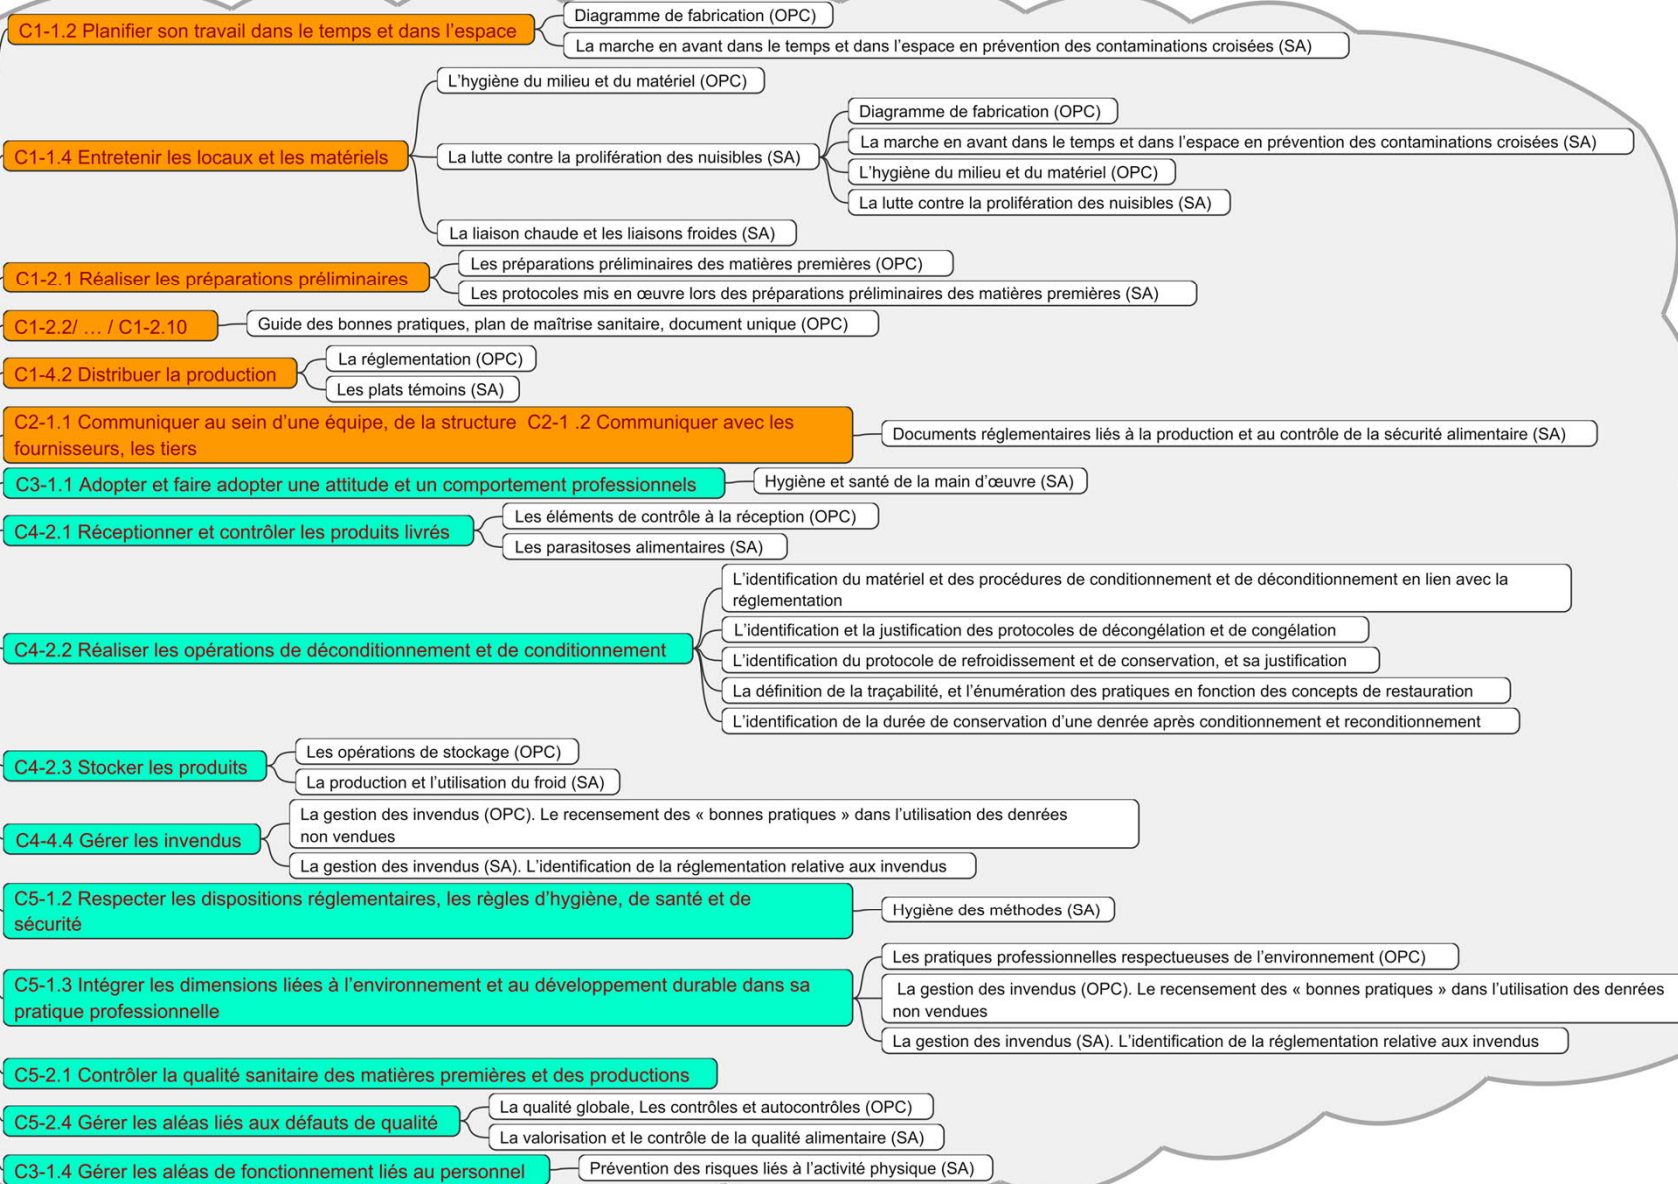 C1-1.2 Planifier son travail dans le temps et dans l’espace
Diagramme de fabrication (OPC)
La marche en avant dans le temps et dans l’espace en prévention des contaminations croisées (SA)
C1-1.4 Entretenir les locaux et les matériels
L’hygiène du milieu et du matériel (OPC)
La lutte contre la prolifération des nuisibles (SA)
Diagramme de fabrication (OPC)
La marche en avant dans le temps et dans l’espace en prévention des contaminations croisées (SA)
L’hygiène du milieu et du matériel (OPC)
La lutte contre la prolifération des nuisibles (SA)
La liaison chaude et les liaisons froides (SA)
C1-2.1 Réaliser les préparations préliminaires
Les préparations préliminaires des matières premières (OPC)
Les protocoles mis en œuvre lors des préparations préliminaires des matières premières (SA)
C1-2.2/ … / C1-2.10
Guide des bonnes pratiques, plan de maîtrise sanitaire, document unique (OPC)
C1-4.2 Distribuer la production
La réglementation (OPC)
Les plats témoins (SA)
C2-1.1 Communiquer au sein d’une équipe, de la structure C2-1 .2 Communiquer avec les
fournisseurs, les tiers
Documents réglementaires liés à la production et au contrôle de la sécurité alimentaire (SA)
C3-1.1 Adopter et faire adopter une attitude et un comportement professionnels
Hygiène et santé de la main d’œuvre (SA)
C4-2.1 Réceptionner et contrôler les produits livrés
Les éléments de contrôle à la réception (OPC)
Les parasitoses alimentaires (SA)
C4-2.2 Réaliser les opérations de déconditionnement et de conditionnement
L’identification du matériel et des procédures de conditionnement et de déconditionnement en lien avec la
réglementation
L’identification et la justification des protocoles de décongélation et de congélation
L’identification du protocole de refroidissement et de conservation, et sa justification
La définition de la traçabilité, et l’énumération des pratiques en fonction des concepts de restauration
L’identification de la durée de conservation d’une denrée après conditionnement et reconditionnement
C4-2.3 Stocker les produits
Les opérations de stockage (OPC)
La production et l’utilisation du froid (SA)
C4-4.4 Gérer les invendus
La gestion des invendus (OPC). Le recensement des « bonnes pratiques » dans l’utilisation des denrées
non vendues
La gestion des invendus (SA). L’identification de la réglementation relative aux invendus
C5-1.2 Respecter les dispositions réglementaires, les règles d’hygiène, de santé et de
sécurité
Hygiène des méthodes (SA)
C5-1.3 Intégrer les dimensions liées à l’environnement et au développement durable dans sa
pratique professionnelle
Les pratiques professionnelles respectueuses de l’environnement (OPC)
La gestion des invendus (OPC). Le recensement des « bonnes pratiques » dans l’utilisation des denrées
non vendues
La gestion des invendus (SA). L’identification de la réglementation relative aux invendus
C5-2.1 Contrôler la qualité sanitaire des matières premières et des productions
C5-2.4 Gérer les aléas liés aux défauts de qualité
La qualité globale, Les contrôles et autocontrôles (OPC)
La valorisation et le contrôle de la qualité alimentaire (SA)
C3-1.4 Gérer les aléas de fonctionnement liés au personnel
Prévention des risques liés à l’activité physique (SA)